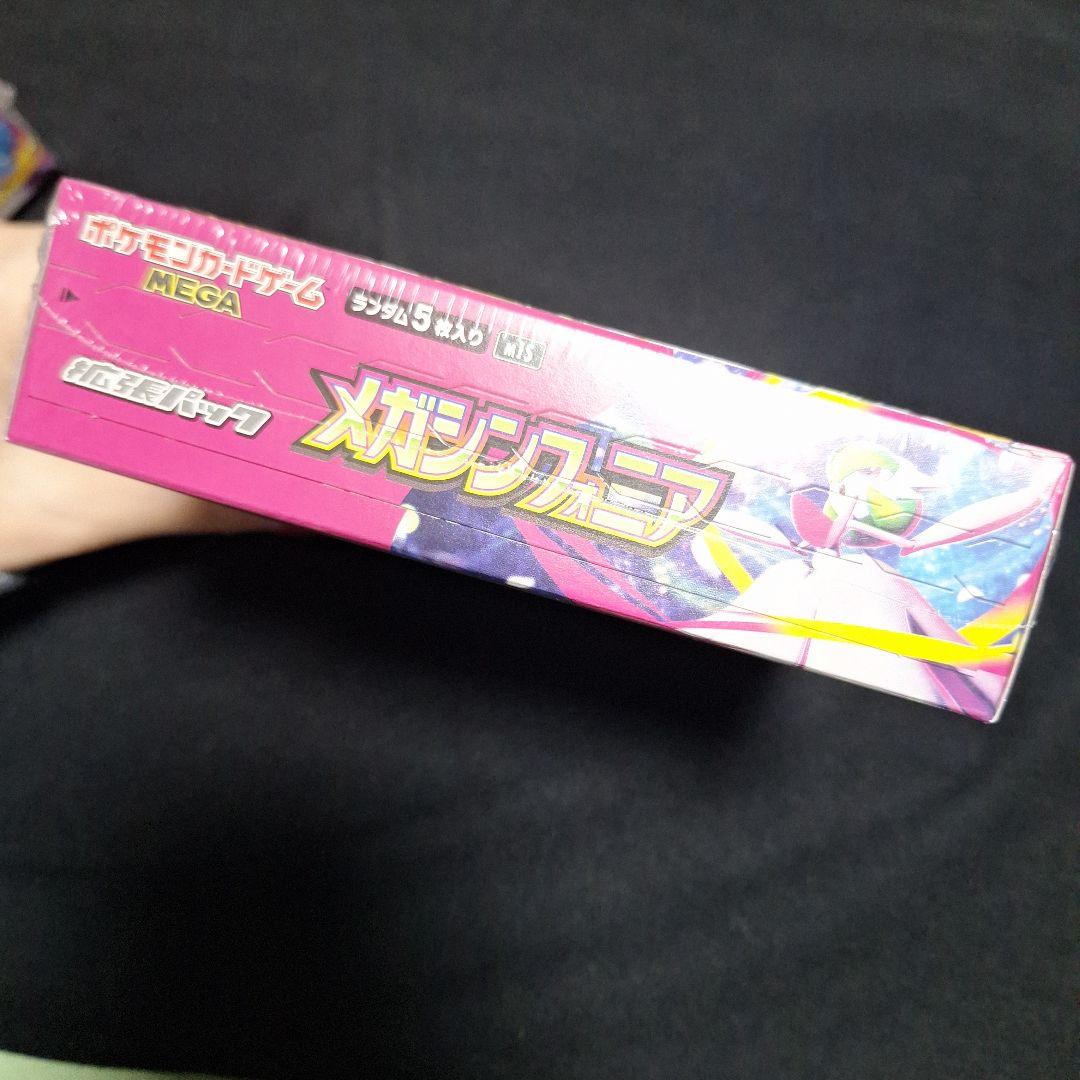 ポケモンカードゲーム
MEGA
ランダム5枚入り M1S
拡張パック
メガシンフォニア